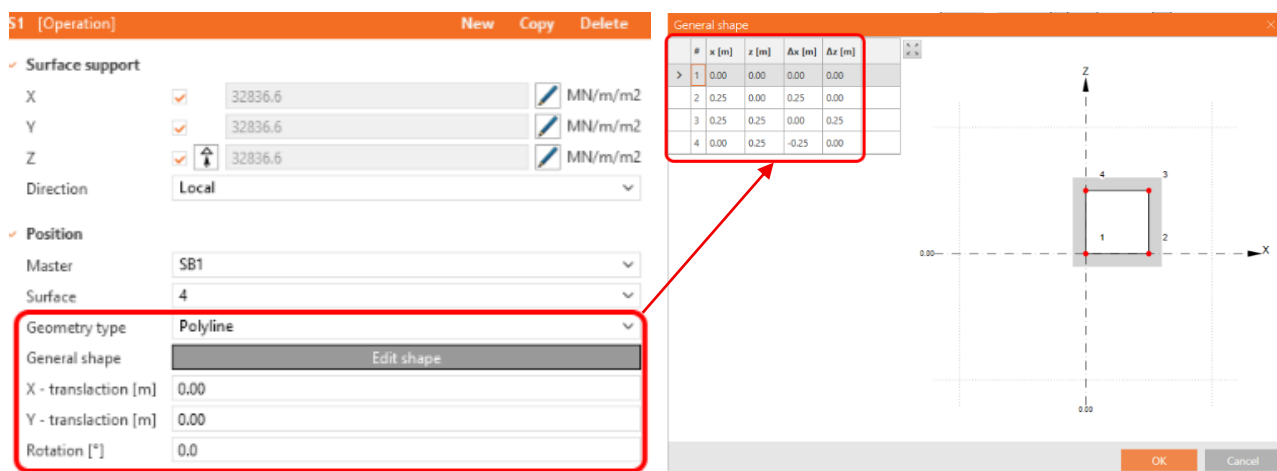 S1 [Operation] New Copy Delete
Surface support
X 32836.6 MN/m/m2
Y 32836.6 MN/m/m2
Z 32836.6 MN/m/m2
Direction Local
Position
Master SB1
Surface 4
Geometry type Polyline
General shape Edit shape
X - translaction [m] 0.00
Y - translaction [m] 0.00
Rotation [°] 0.0
General shape
# x [m] z [m] Δx [m] Δz [m]
> 1 0.00 0.00 0.00 0.00
2 0.25 0.00 0.25 0.00
3 0.25 0.25 0.00 0.25
4 0.00 0.25 -0.25 0.00
Z
4 3
1 2
0.00 X
0.00
OK Cancel